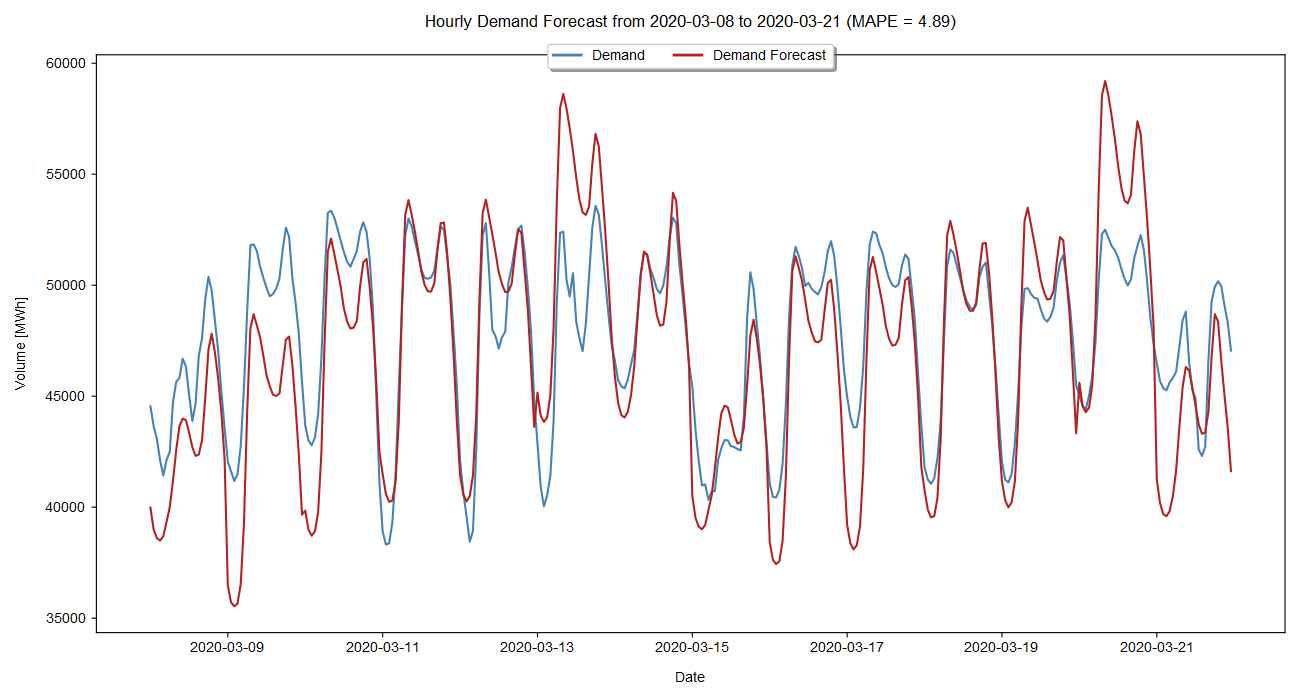 Hourly Demand Forecast from 2020-03-08 to 2020-03-21 (MAPE = 4.89)
Demand Demand Forecast
60000
55000
50000
45000
40000
35000
Volume [MWh]
2020-03-09 2020-03-11 2020-03-13 2020-03-15 2020-03-17 2020-03-19 2020-03-21
Date